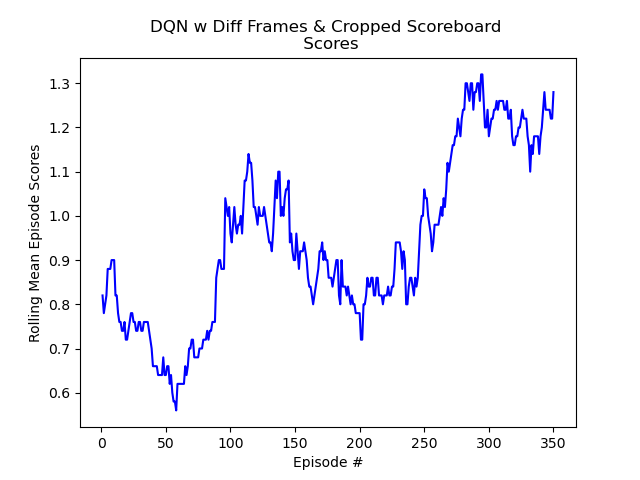 DQN w Diff Frames & Cropped Scoreboard
Scores
Rolling Mean Episode Scores
1.3
1.2
1.1
1.0
0.9
0.8
0.7
0.6
0 50 100 150 200 250 300 350
Episode #